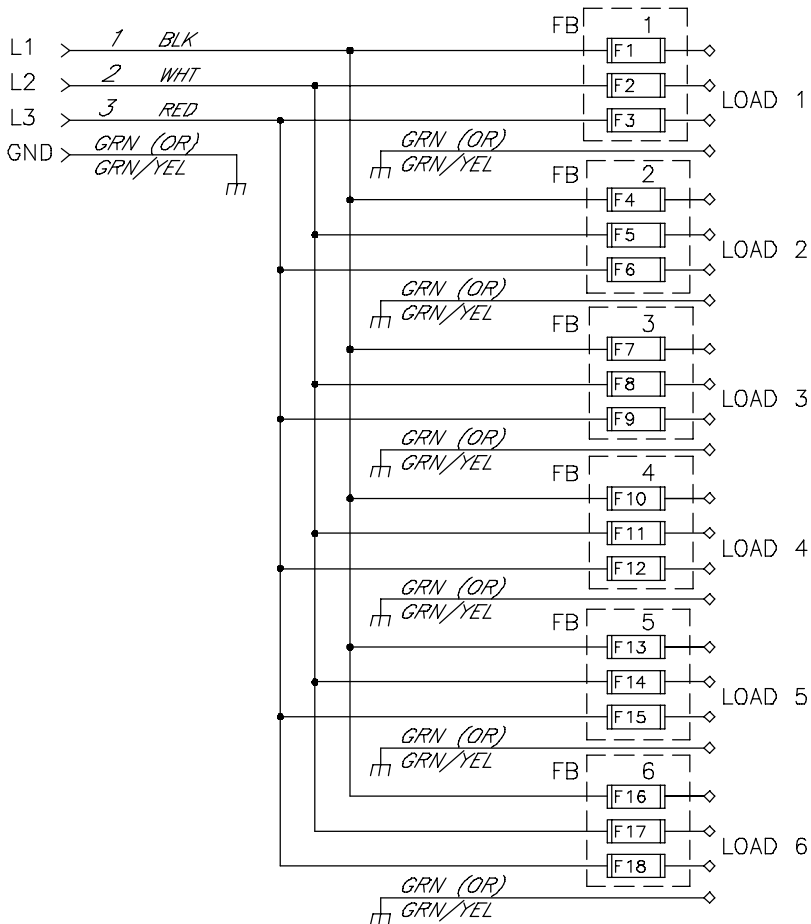 L1 1 BLK
L2 2 WHT
L3 3 RED
GND GRN (OR)
GRN/YEL
FB 1
F1
F2
F3
LOAD 1
GRN (OR)
GRN/YEL
FB 2
F4
F5
F6
LOAD 2
GRN (OR)
GRN/YEL
FB 3
F7
F8
F9
LOAD 3
GRN (OR)
GRN/YEL
FB 4
F10
F11
F12
LOAD 4
GRN (OR)
GRN/YEL
FB 5
F13
F14
F15
LOAD 5
GRN (OR)
GRN/YEL
FB 6
F16
F17
F18
LOAD 6
GRN (OR)
GRN/YEL